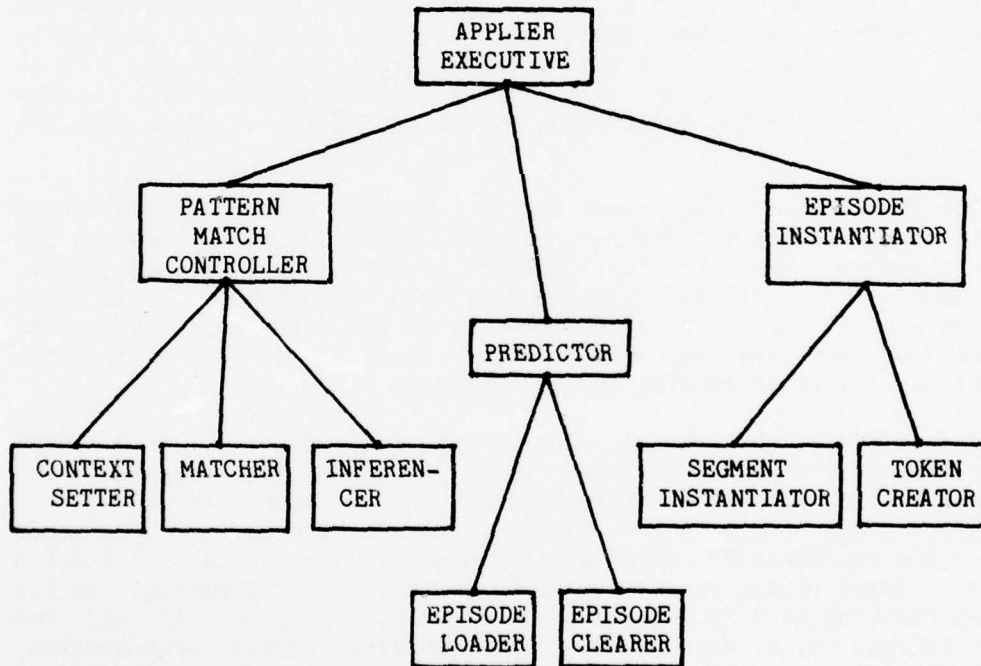 APPLIER
EXECUTIVE
PATTERN
MATCH
CONTROLLER
EPISODE
INSTANTIATOR
PREDICTOR
CONTEXT
SETTER
MATCHER
INFEREN-
CER
SEGMENT
INSTANTIATOR
TOKEN
CREATOR
EPISODE
LOADER
EPISODE
CLEARER